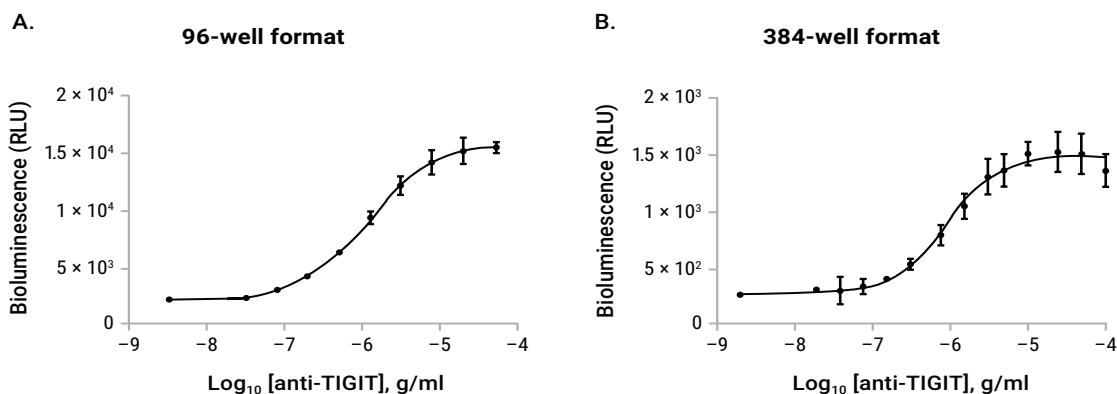 A.
96-well format
Bioluminescence (RLU)
2 × 10⁴
1.5 × 10⁴
1 × 10⁴
5 × 10³
0
−9
−8
−7
−6
−5
−4
Log₁₀ [anti-TIGIT], g/ml
B.
384-well format
Bioluminescence (RLU)
2 × 10³
1.5 × 10³
1 × 10³
5 × 10²
0
−9
−8
−7
−6
−5
−4
Log₁₀ [anti-TIGIT], g/ml